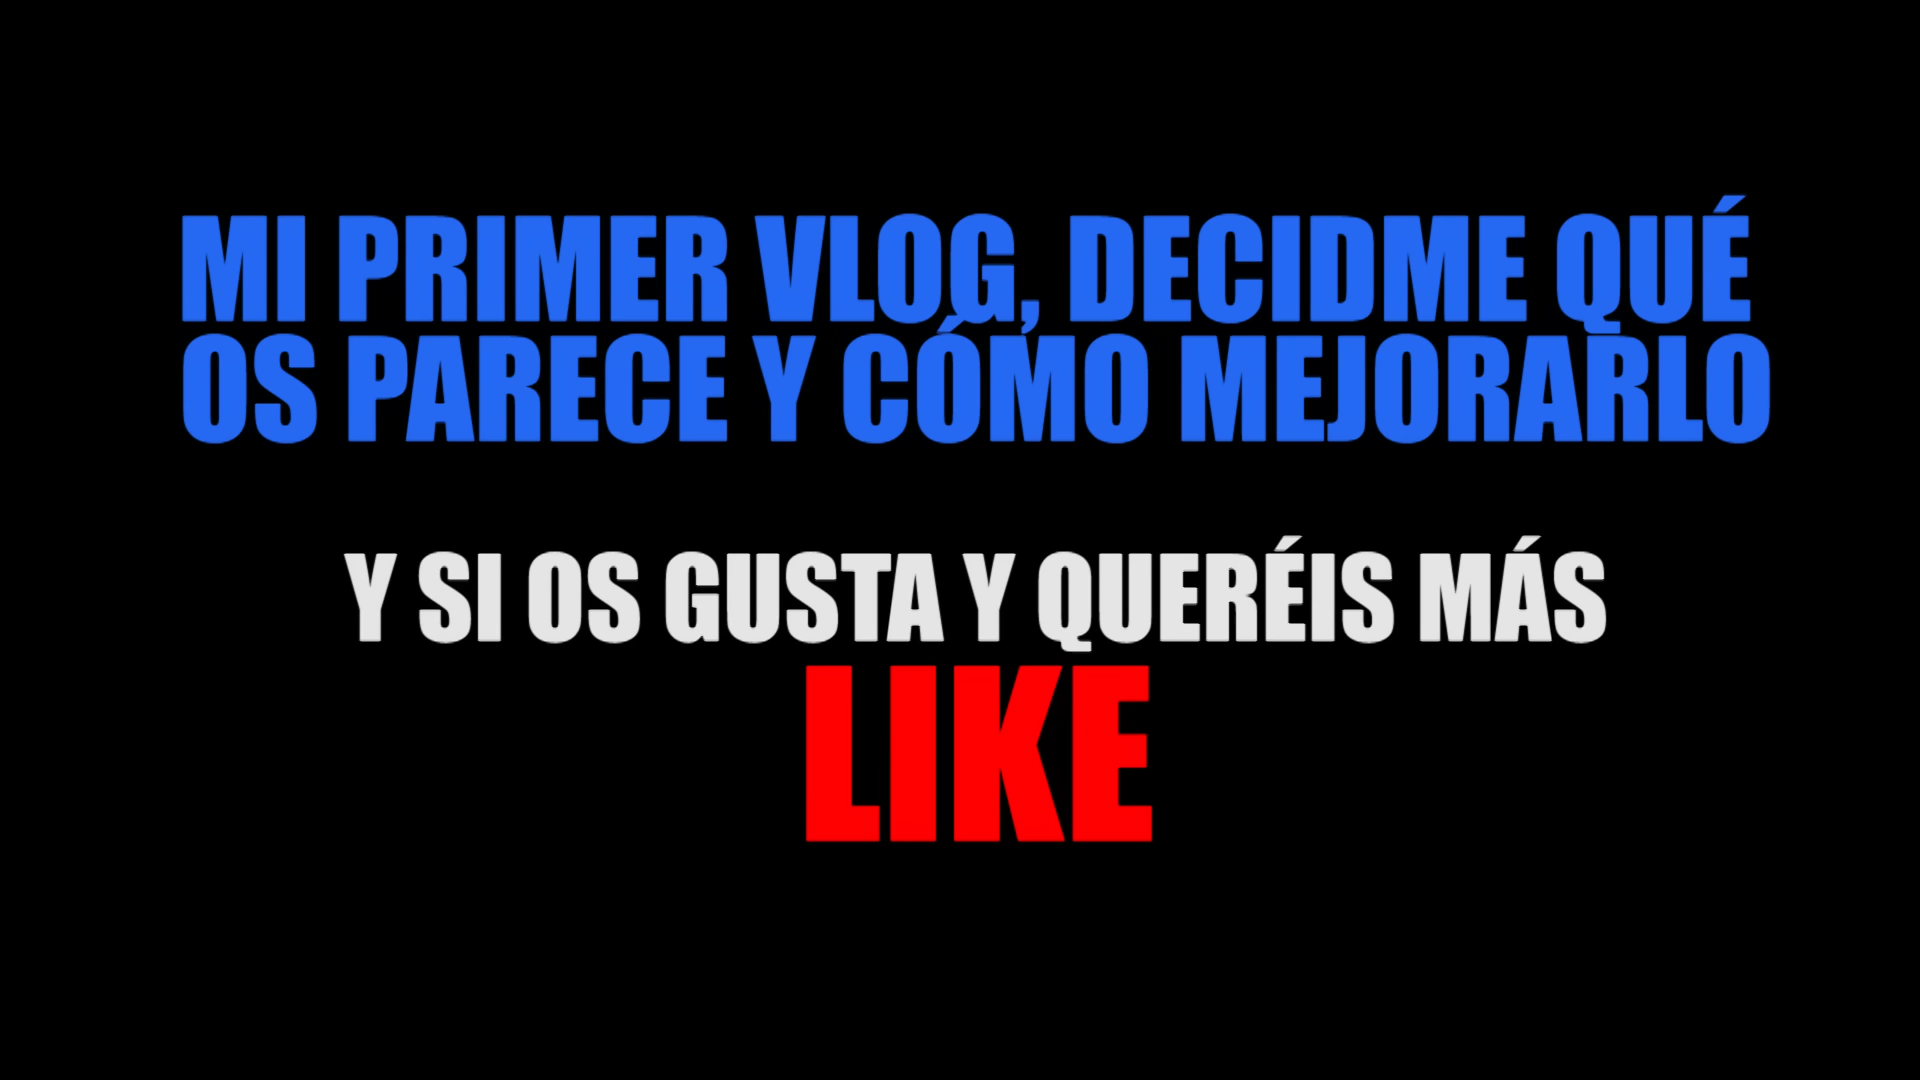 MI PRIMER VLOG, DECIDME QUÉ
OS PARECE Y CÓMO MEJORARLO
Y SI OS GUSTA Y QUERÉIS MÁS
LIKE